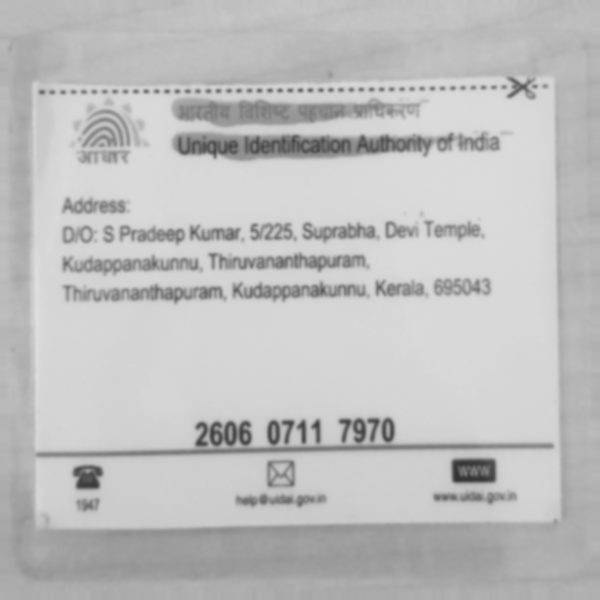 भारतीय विशिष्ट पहचान प्राधिकरण
Unique Identification Authority of India
आधार
Address:
D/O: S Pradeep Kumar, 5/225, Suprabha, Devi Temple,
Kudappanakunnu, Thiruvananthapuram,
Thiruvananthapuram, Kudappanakunnu, Kerala, 695043
2606 0711 7970
WWW
1947
help@uidai.gov.in
www.uidai.gov.in